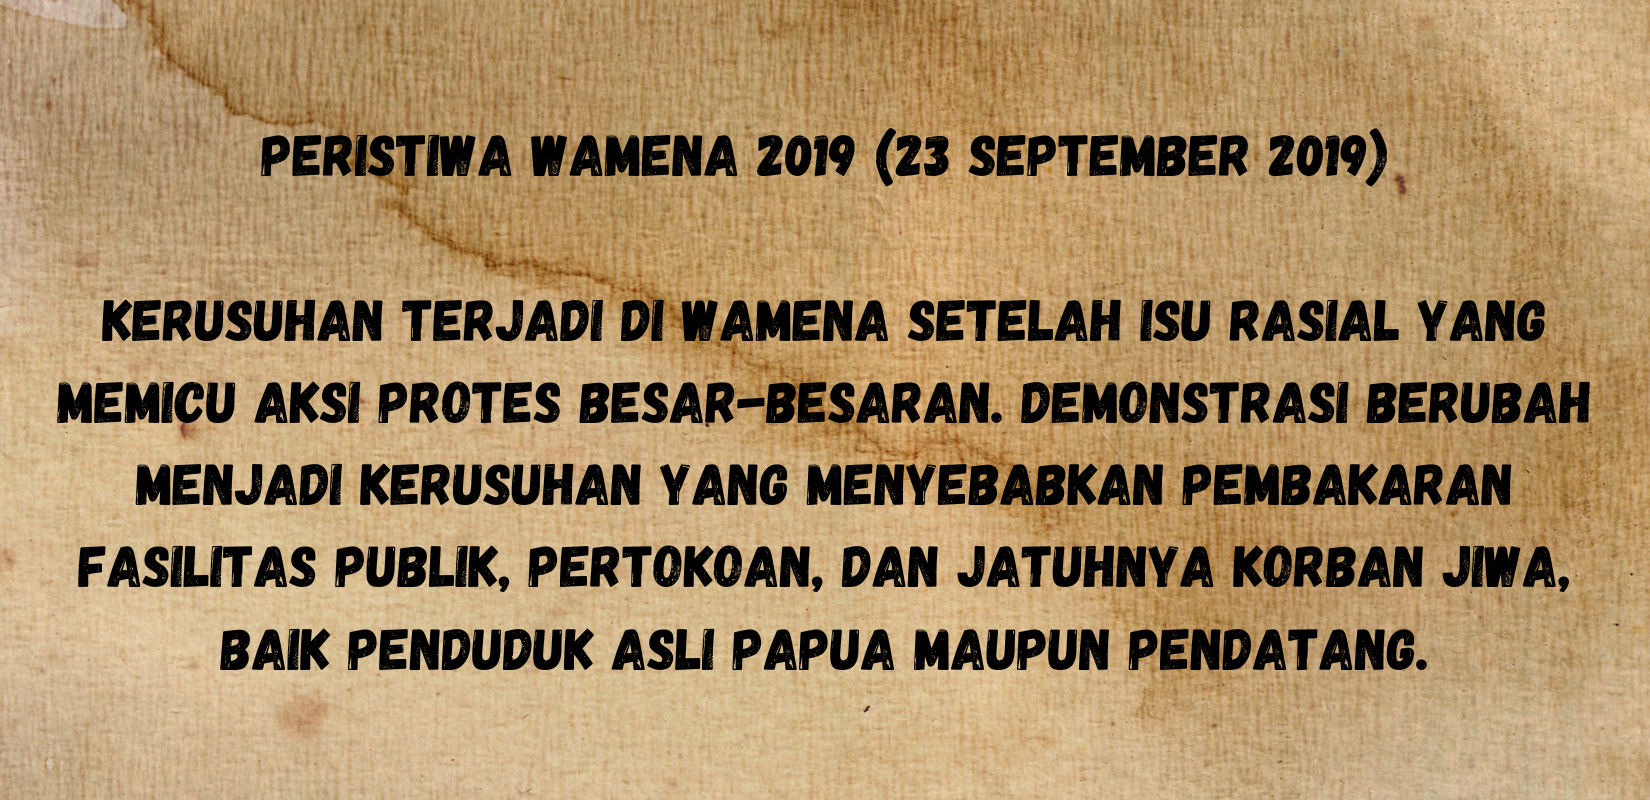 PERISTIWA WAMENA 2019 (23 SEPTEMBER 2019)
KERUSUHAN TERJADI DI WAMENA SETELAH ISU RASIAL YANG
MEMICU AKSI PROTES BESAR-BESARAN. DEMONSTRASI BERUBAH
MENJADI KERUSUHAN YANG MENYEBABKAN PEMBAKARAN
FASILITAS PUBLIK, PERTOKOAN, DAN JATUHNYA KORBAN JIWA,
BAIK PENDUDUK ASLI PAPUA MAUPUN PENDATANG.